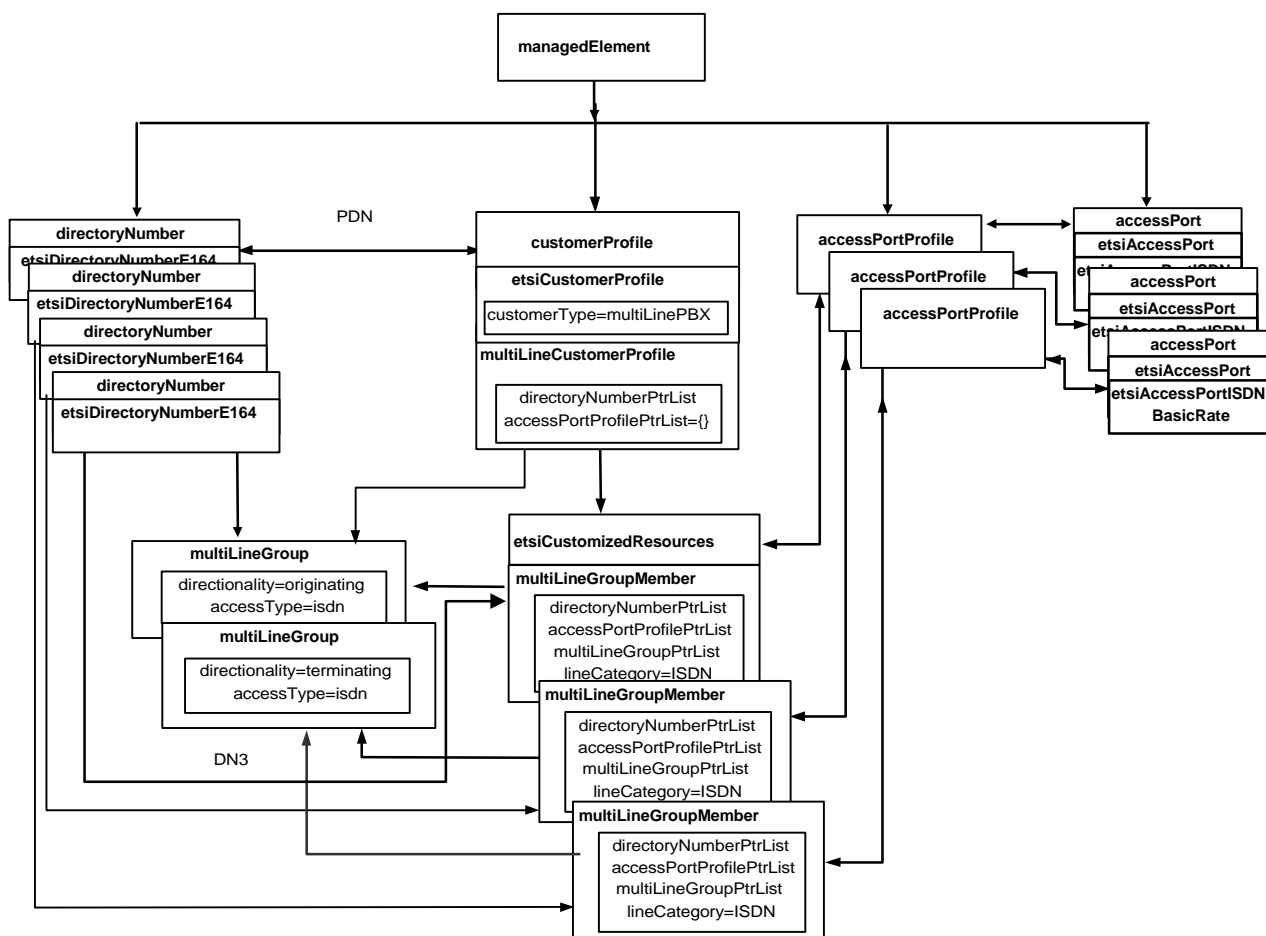 managedElement
PDN
directoryNumber
etsiDirectoryNumberE164
directoryNumber
etsiDirectoryNumberE164
directoryNumber
etsiDirectoryNumberE164
directoryNumber
etsiDirectoryNumberE164
customerProfile
etsiCustomerProfile
customerType=multiLinePBX
multiLineCustomerProfile
directoryNumberPtrList
accessPortProfilePtrList={}
accessPortProfile
accessPortProfile
accessPortProfile
accessPort
etsiAccessPort
etsiAccessPortISDN
accessPort
etsiAccessPort
etsiAccessPortISDN
accessPort
etsiAccessPort
etsiAccessPortISDN
BasicRate
multiLineGroup
directionality=originating
accessType=isdn
multiLineGroup
directionality=terminating
accessType=isdn
DN3
etsiCustomizedResources
multiLineGroupMember
directoryNumberPtrList
accessPortProfilePtrList
multiLineGroupPtrList
lineCategory=ISDN
multiLineGroupMember
directoryNumberPtrList
accessPortProfilePtrList
multiLineGroupPtrList
lineCategory=ISDN
multiLineGroupMember
directoryNumberPtrList
accessPortProfilePtrList
multiLineGroupPtrList
lineCategory=ISDN